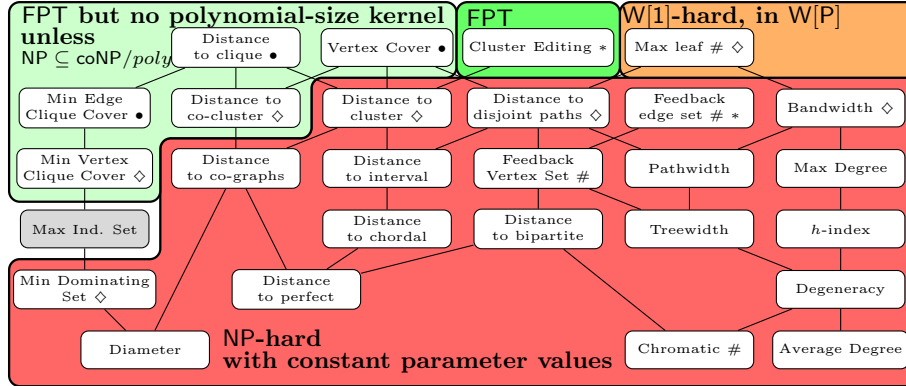 FPT but no polynomial-size kernel
unless
NP ⊆ coNP/poly
FPT
W[1]-hard, in W[P]
Distance
to clique •
Vertex Cover •
Cluster Editing *
Max leaf # ◇
Min Edge
Clique Cover •
Distance to
co-cluster ◇
Distance to
cluster ◇
Distance to
disjoint paths ◇
Feedback
edge set # *
Bandwidth ◇
Min Vertex
Clique Cover ◇
Distance
to co-graphs
Distance
to interval
Feedback
Vertex Set #
Pathwidth
Max Degree
Max Ind. Set
Distance
to chordal
Distance
to bipartite
Treewidth
h-index
Min Dominating
Set ◇
Distance
to perfect
Degeneracy
Diameter
NP-hard
with constant parameter values
Chromatic #
Average Degree